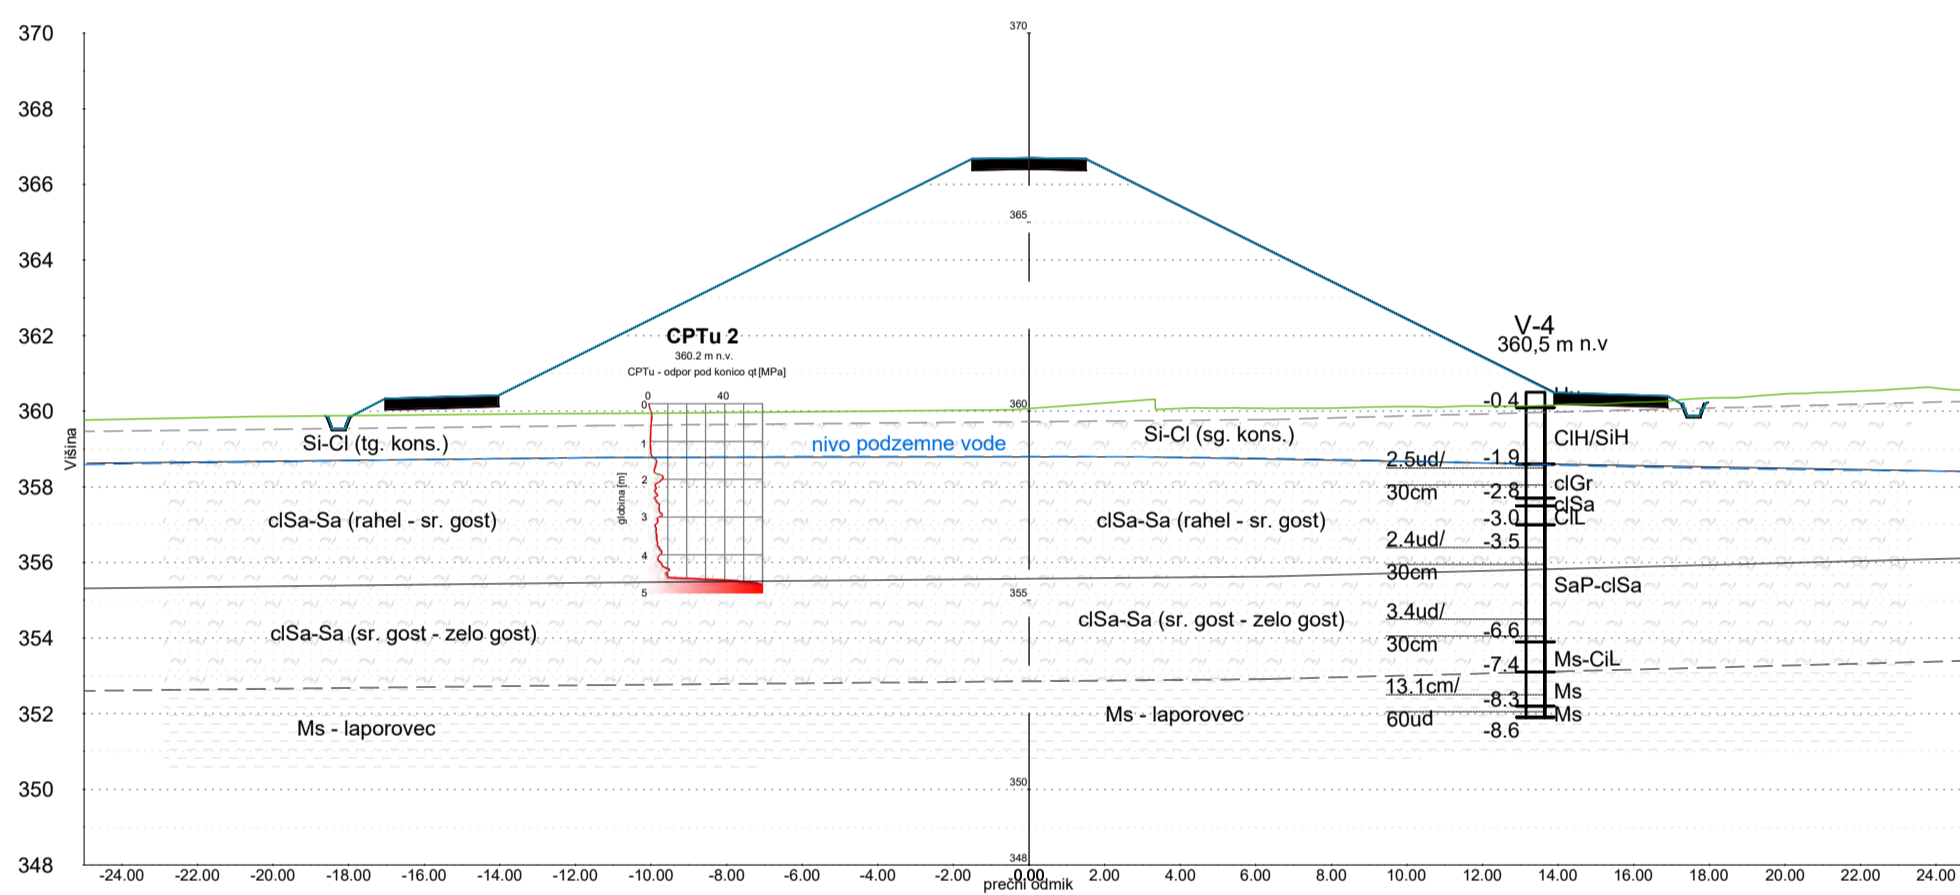 370
368
366
364
362
360
358
356
354
352
350
348
Višina
370
365
360
355
350
348
CPTu 2
360.2 m n.v.
CPTu - odpor pod konico qt[MPa]
0
40
0
1
2
3
4
5
globina [m]
V-4
360,5 m n.v
-0.4
-1.9
-2.8
-3.0
-3.5
-6.6
-7.4
-8.3
-8.6
ClH/SiH
clGr
clSa
ClL
SaP-clSa
Ms-CiL
Ms
Ms
2.5ud/
30cm
2.4ud/
30cm
3.4ud/
30cm
13.1cm/
60ud
Si-Cl (tg. kons.)
nivo podzemne vode
Si-Cl (sg. kons.)
clSa-Sa (rahel - sr. gost)
clSa-Sa (rahel - sr. gost)
clSa-Sa (sr. gost - zelo gost)
clSa-Sa (sr. gost - zelo gost)
Ms - laporovec
Ms - laporovec
-24.00 -22.00 -20.00 -18.00 -16.00 -14.00 -12.00 -10.00 -8.00 -6.00 -4.00 -2.00 0.00 2.00 4.00 6.00 8.00 10.00 12.00 14.00 16.00 18.00 20.00 22.00 24.00
prečni odmik